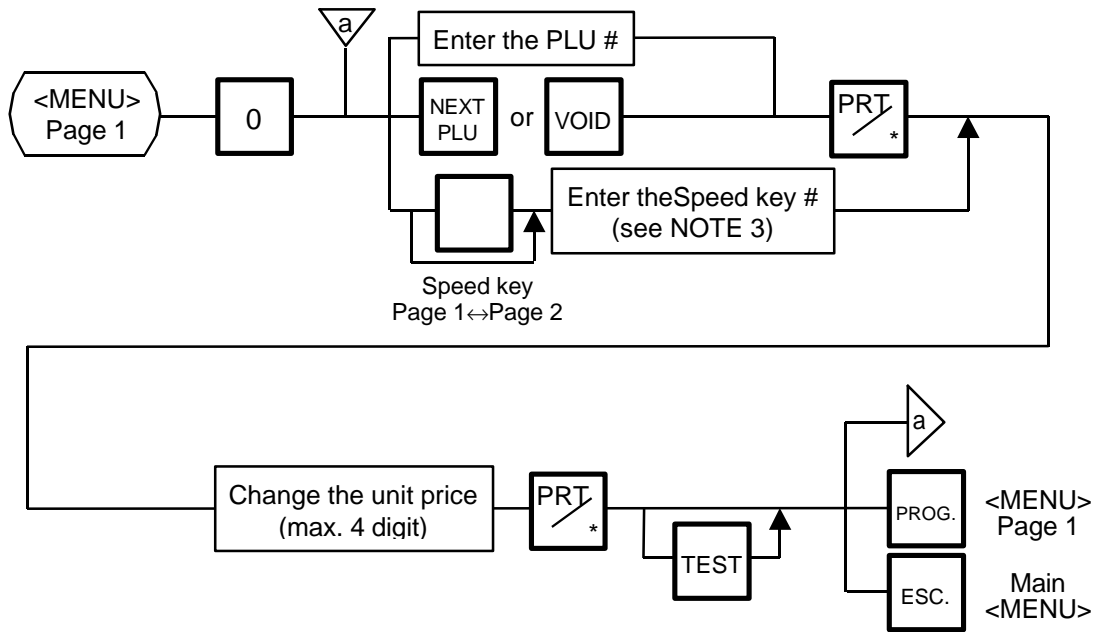 a
Enter the PLU #
<MENU>
Page 1
0
NEXT
PLU
or
VOID
PRT
*
Enter theSpeed key #
(see NOTE 3)
Speed key
Page 1↔Page 2
a
Change the unit price
(max. 4 digit)
PRT
*
TEST
PROG.
<MENU>
Page 1
ESC.
Main
<MENU>